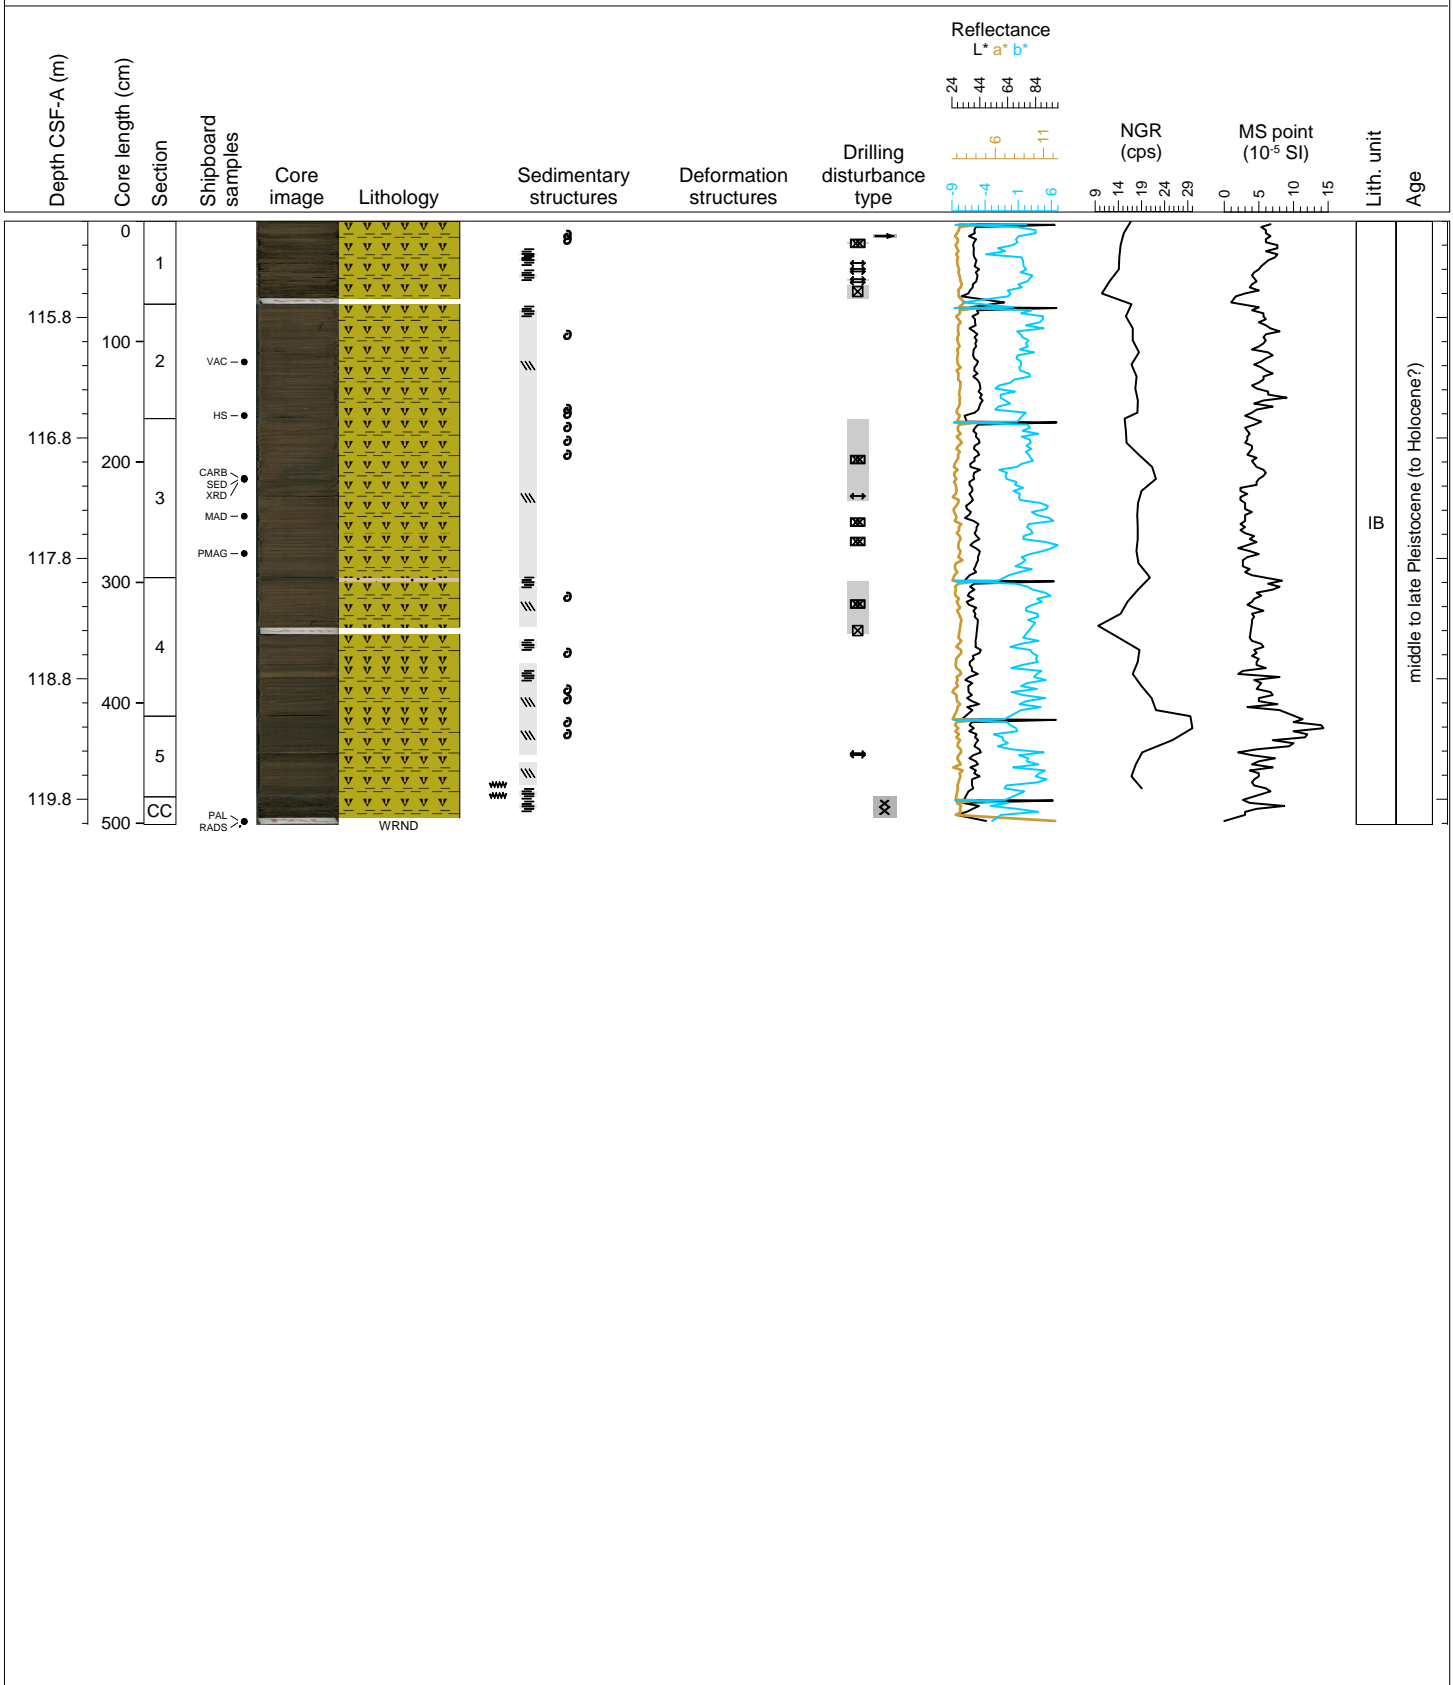 Reflectance
L* a* b*
Depth CSF-A (m)
Core length (cm)
Section
Shipboard
samples
Core
image
Lithology
Sedimentary
structures
Deformation
structures
Drilling
disturbance
type
24 44 64 84
6 11
-9 -4 1 6
NGR
(cps)
9 14 19 24 29
MS point
(10-5 SI)
0 5 10 15
Lith. unit
Age
0
1
115.8
100
2
VAC
HS
116.8
200
CARB
SED
XRD
3
MAD
117.8
PMAG
300
4
118.8
400
5
119.8
CC
500
PAL
RADS
WRND
IB
middle to late Pleistocene (to Holocene?)